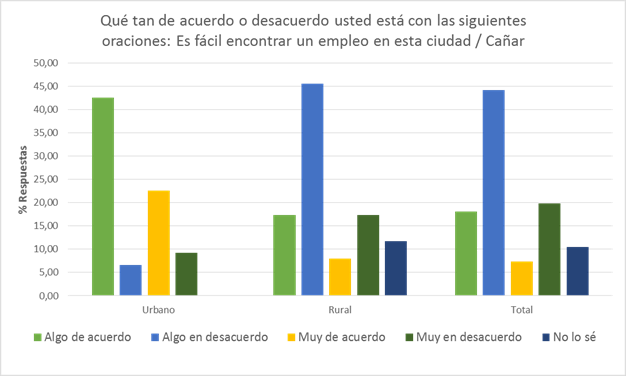 Qué tan de acuerdo o desacuerdo usted está con las siguientes
oraciones: Es fácil encontrar un empleo en esta ciudad / Cañar
50,00
45,00
40,00
35,00
30,00
25,00
20,00
15,00
10,00
5,00
0,00
% Respuestas
Urbano Rural Total
Algo de acuerdo Algo en desacuerdo Muy de acuerdo Muy en desacuerdo No lo sé